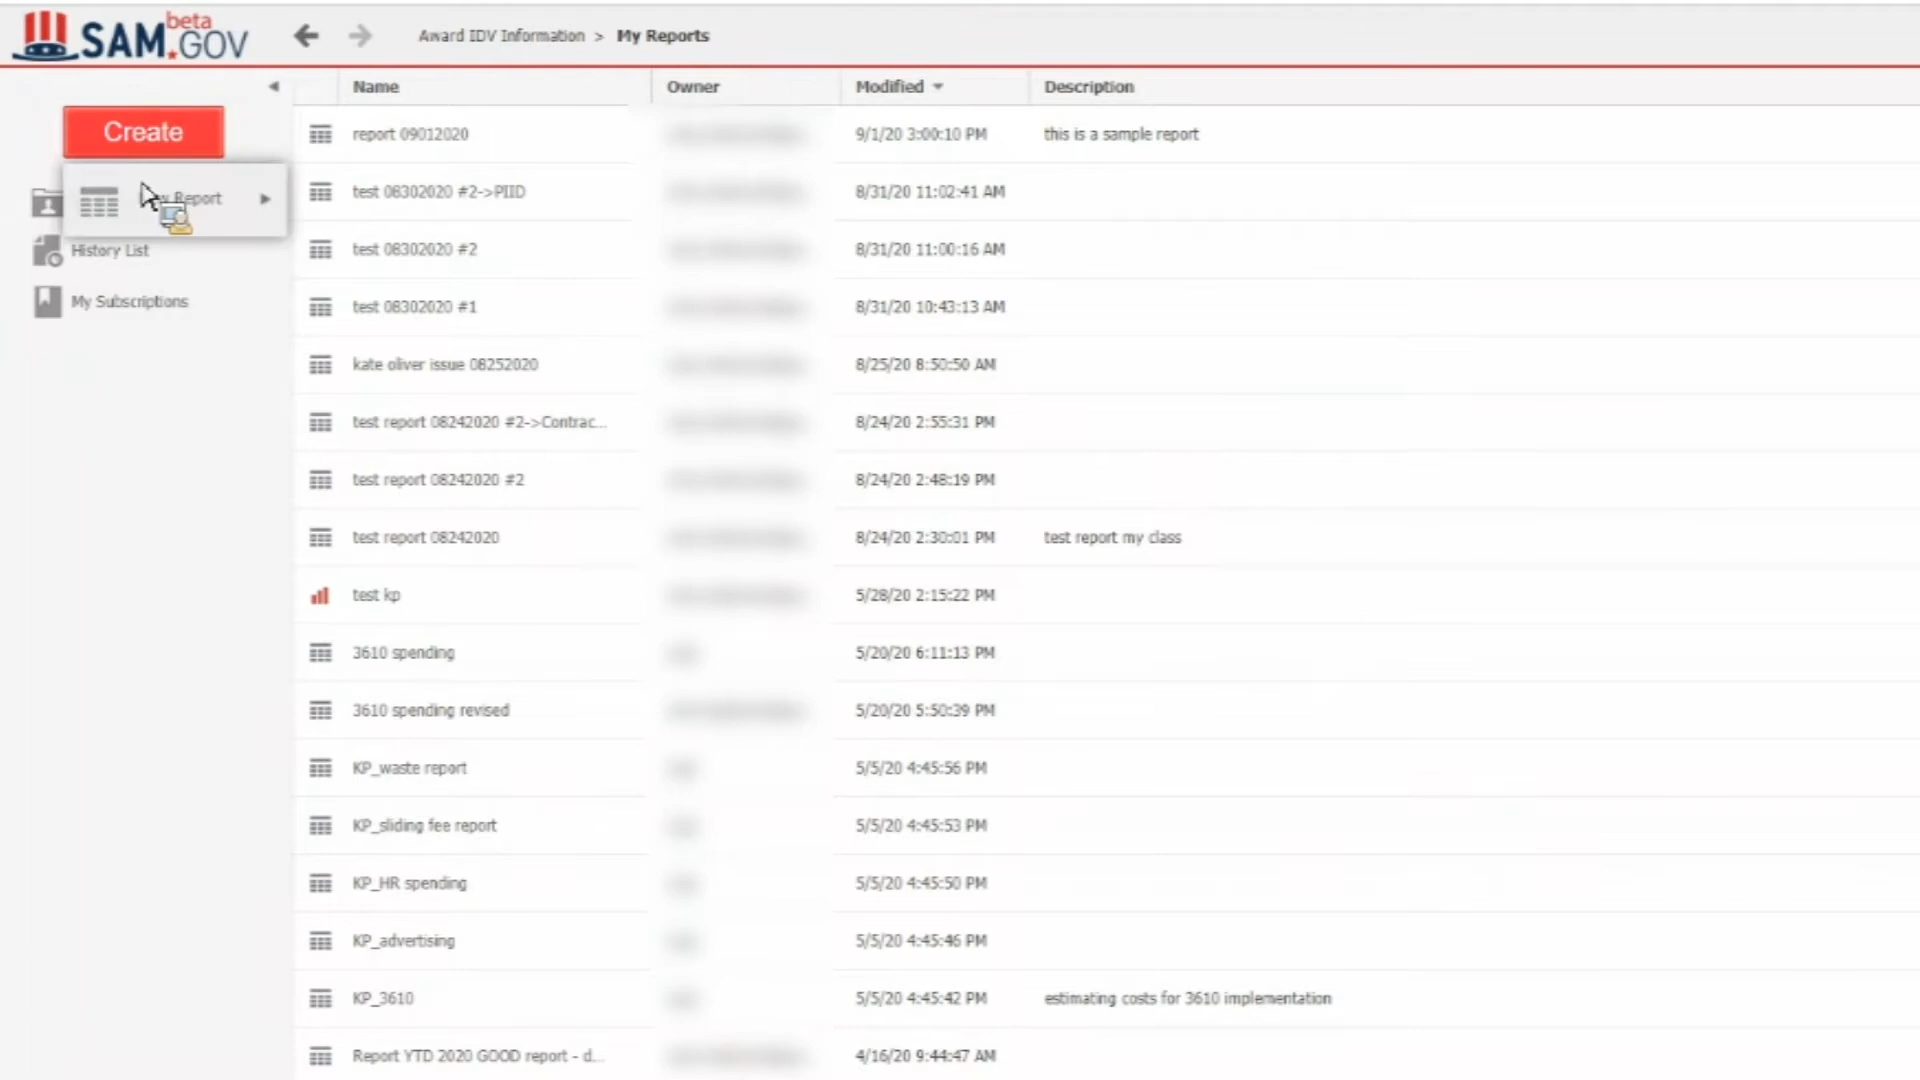 beta
SAM.GOV
Award IDV Information > My Reports
Name Owner Modified Description
Create
Report
History List
My Subscriptions
report 09012020 9/1/20 3:00:10 PM this is a sample report
test 08302020 #2->PIID 8/31/20 11:02:41 AM
test 08302020 #2 8/31/20 11:00:16 AM
test 08302020 #1 8/31/20 10:43:13 AM
kate oliver issue 08252020 8/25/20 8:50:50 AM
test report 08242020 #2->Contrac... 8/24/20 2:55:31 PM
test report 08242020 #2 8/24/20 2:48:19 PM
test report 08242020 8/24/20 2:30:01 PM test report my class
test kp 5/28/20 2:15:22 PM
3610 spending 5/20/20 6:11:13 PM
3610 spending revised 5/20/20 5:50:39 PM
KP_waste report 5/5/20 4:45:56 PM
KP_sliding fee report 5/5/20 4:45:53 PM
KP_HR spending 5/5/20 4:45:50 PM
KP_advertising 5/5/20 4:45:46 PM
KP_3610 5/5/20 4:45:42 PM estimating costs for 3610 implementation
Report YTD 2020 GOOD report - d... 4/16/20 9:44:47 AM